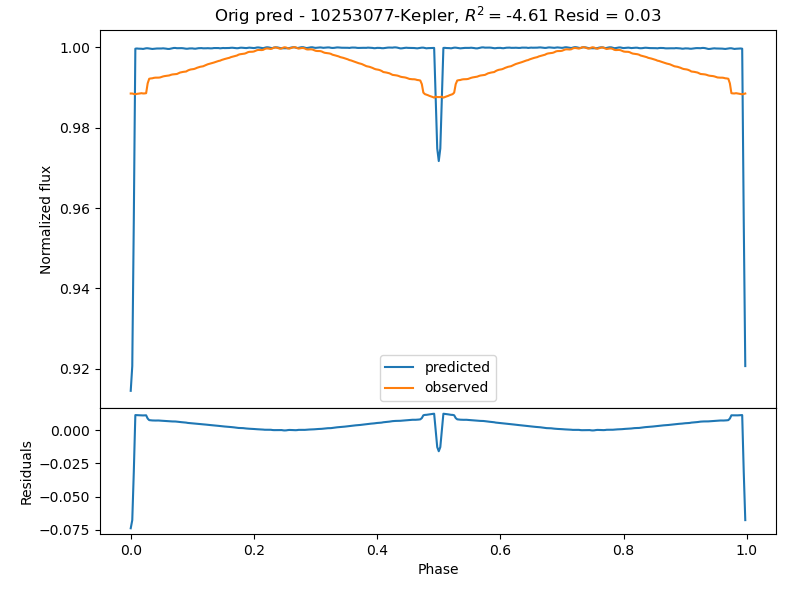 Orig pred - 10253077-Kepler, $R^2$ = -4.61 Resid = 0.03
1.00
0.98
0.96
0.94
0.92
Normalized flux
predicted
observed
0.000
−0.025
−0.050
−0.075
Residuals
0.0 0.2 0.4 0.6 0.8 1.0
Phase